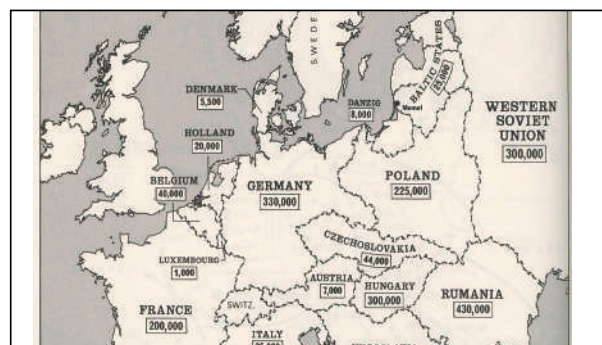 SWEDE
BALTIC STATES
25,000
DENMARK
5,500
DANZIG
8,000
Memel
WESTERN
SOVIET
UNION
300,000
HOLLAND
20,000
BELGIUM
40,000
GERMANY
330,000
POLAND
225,000
CZECHOSLOVAKIA
44,000
LUXEMBOURG
1,000
AUSTRIA
7,000
HUNGARY
300,000
RUMANIA
430,000
SWITZ.
FRANCE
200,000
ITALY